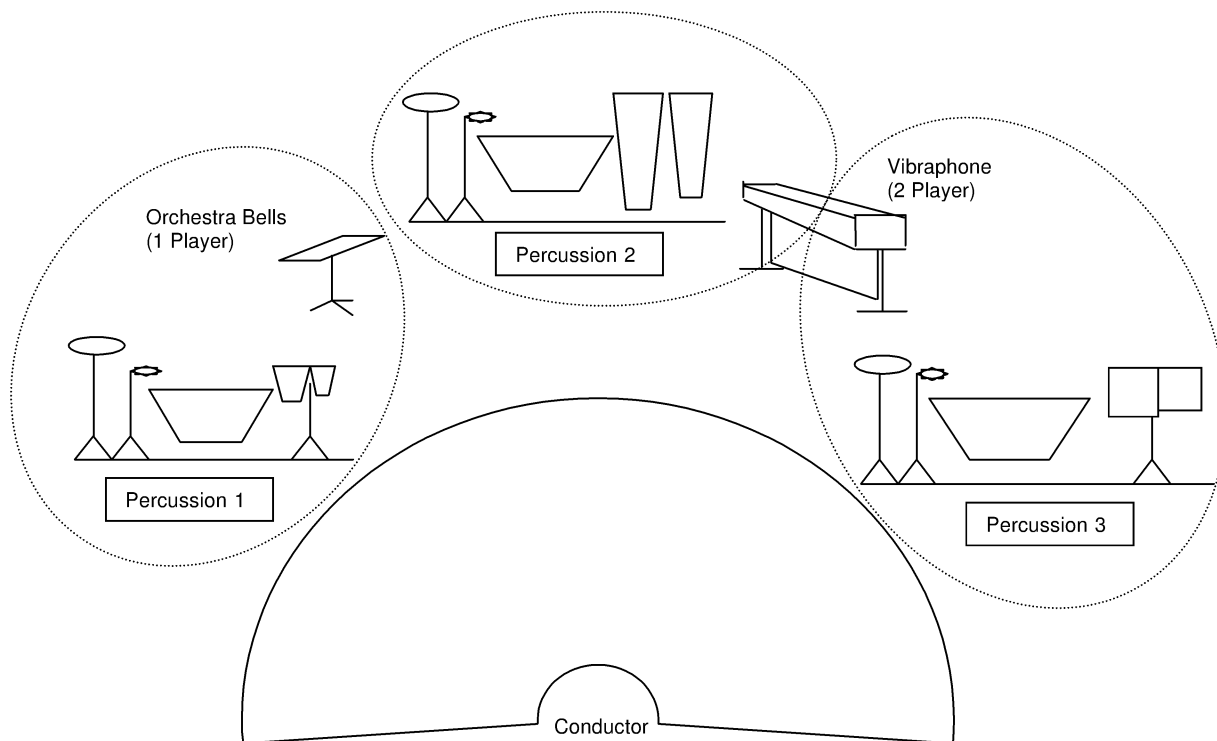 Orchestra Bells
(1 Player)
Percussion 1
Percussion 2
Vibraphone
(2 Player)
Percussion 3
Conductor